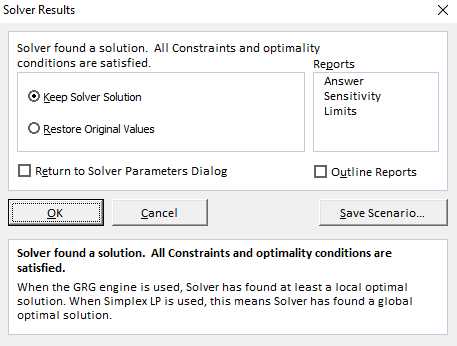 Solver Results
Solver found a solution. All Constraints and optimality
conditions are satisfied.
Reports
Keep Solver Solution
Restore Original Values
Answer
Sensitivity
Limits
Return to Solver Parameters Dialog
Outline Reports
OK
Cancel
Save Scenario...
Solver found a solution. All Constraints and optimality conditions are
satisfied.
When the GRG engine is used, Solver has found at least a local optimal
solution. When Simplex LP is used, this means Solver has found a global
optimal solution.